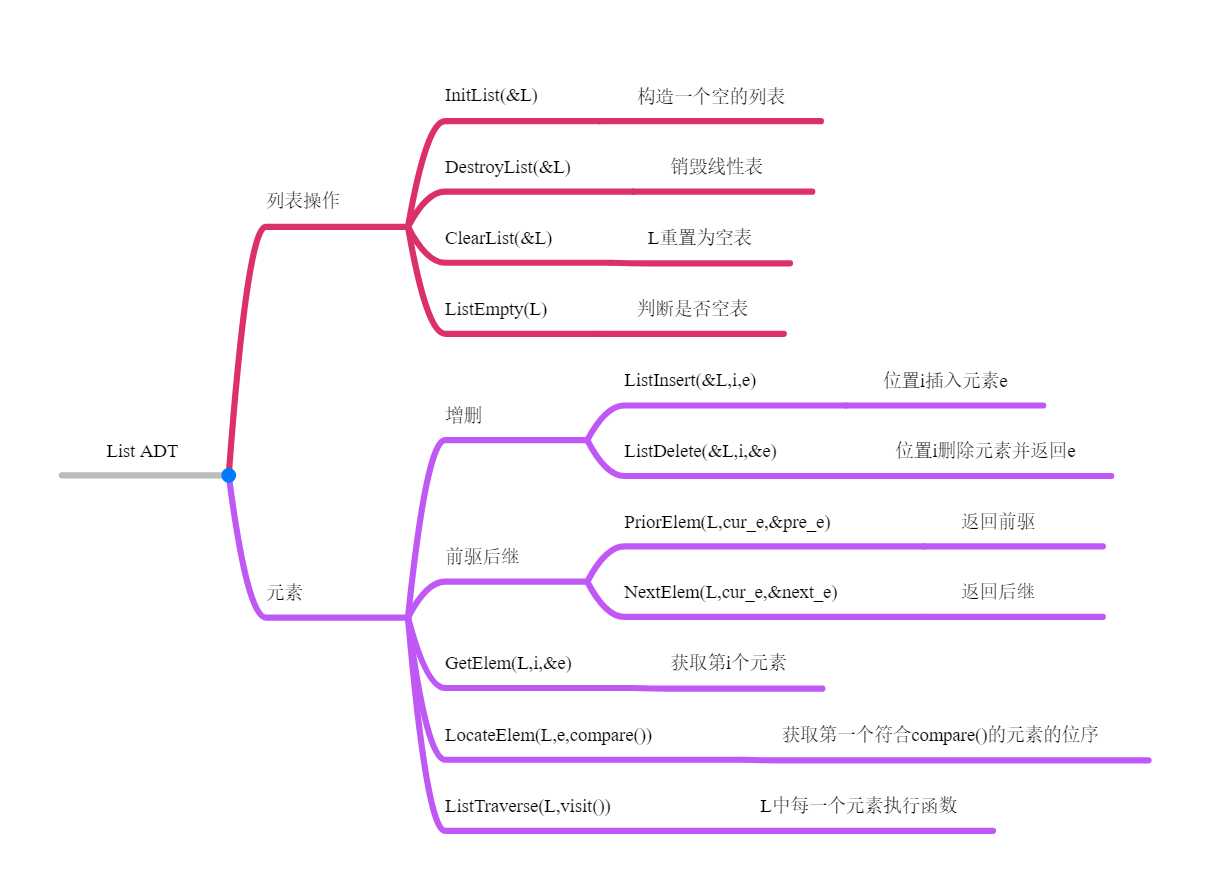 List ADT
列表操作
InitList(&L) 构造一个空的列表
DestroyList(&L) 销毁线性表
ClearList(&L) L重置为空表
ListEmpty(L) 判断是否空表
元素
增删
ListInsert(&L,i,e) 位置i插入元素e
ListDelete(&L,i,&e) 位置i删除元素并返回e
前驱后继
PriorElem(L,cur_e,&pre_e) 返回前驱
NextElem(L,cur_e,&next_e) 返回后继
GetElem(L,i,&e) 获取第i个元素
LocateElem(L,e,compare()) 获取第一个符合compare()的元素的位序
ListTraverse(L,visit()) L中每一个元素执行函数